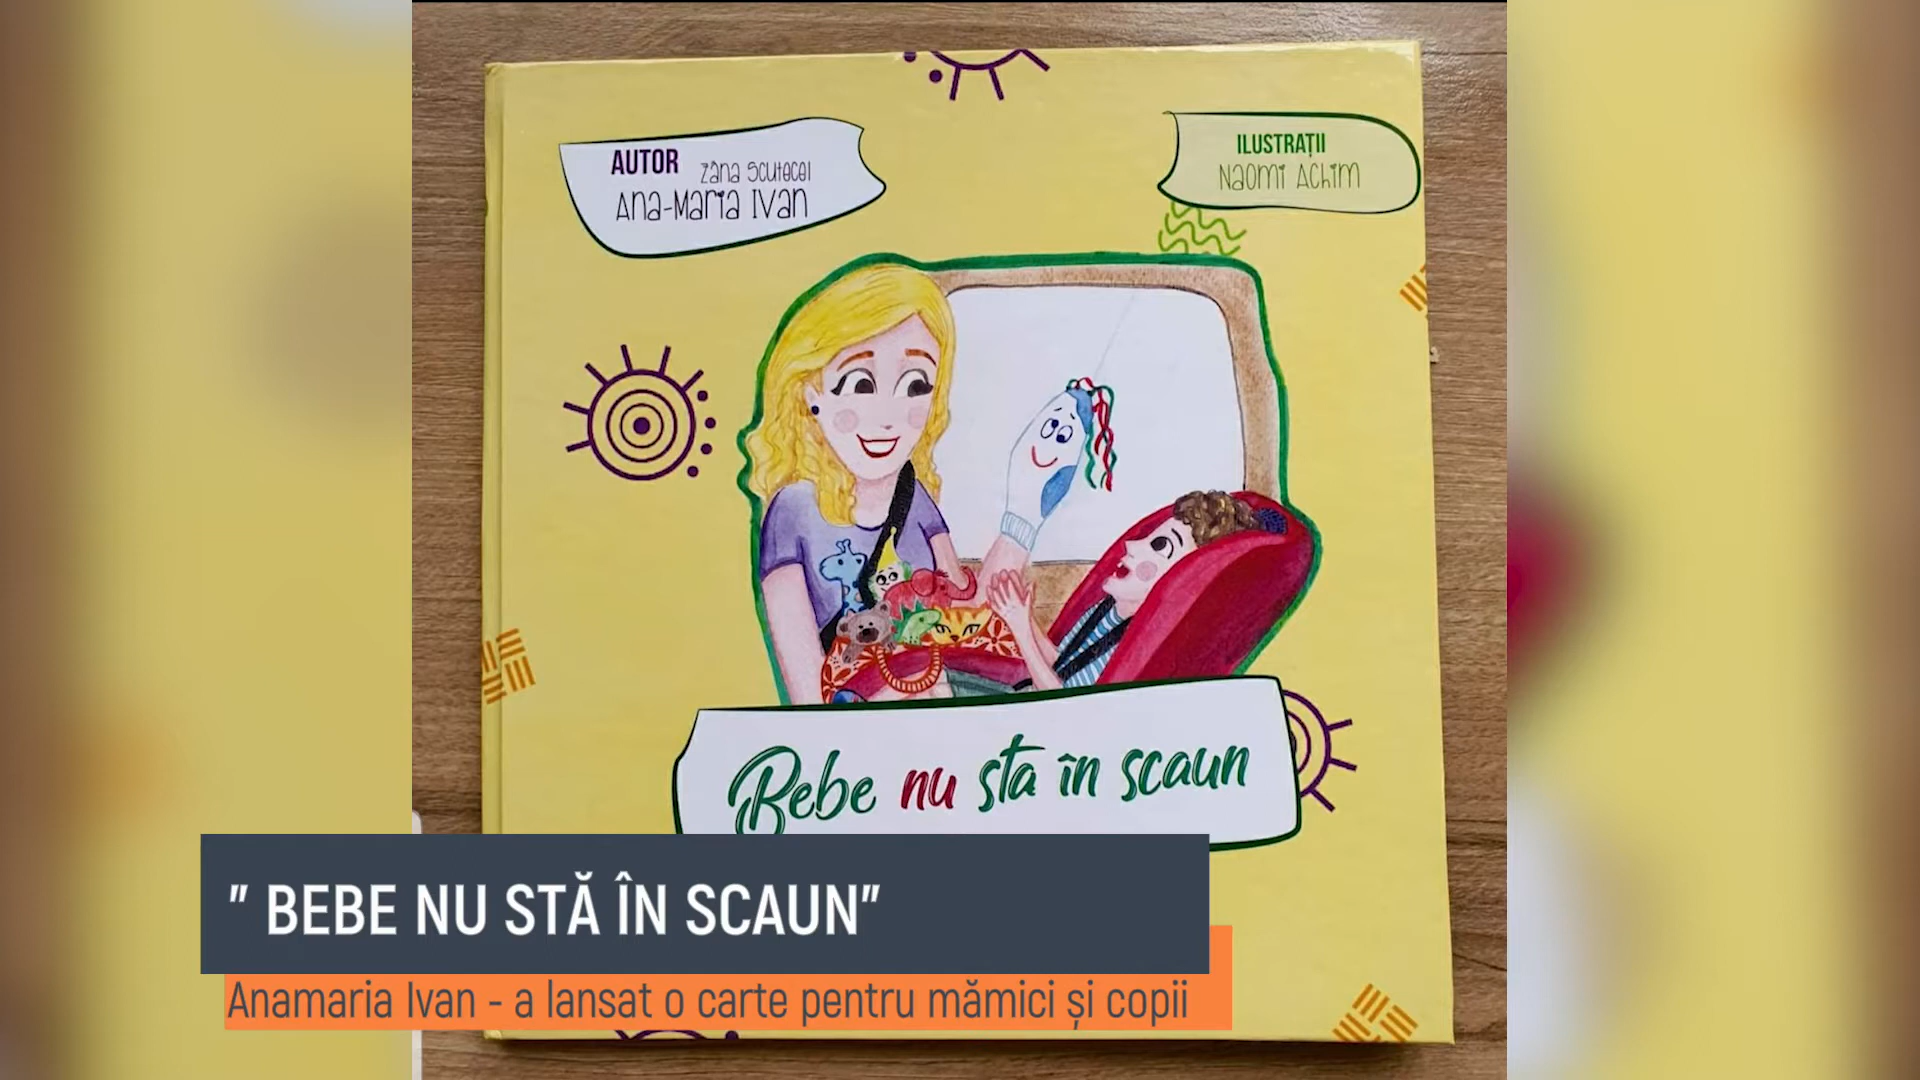 AUTOR Zâna Scutecel
Ana-Maria Ivan
ILUSTRAȚII
Naomi Achim
Bebe nu sta în scaun
” BEBE NU STĂ ÎN SCAUN”
Anamaria Ivan - a lansat o carte pentru mămici și copii